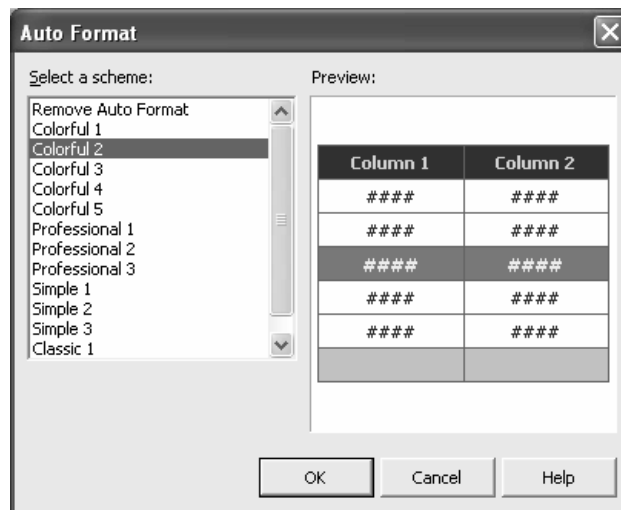 Auto Format
Select a scheme:
Preview:
Remove Auto Format
Colorful 1
Colorful 2
Colorful 3
Colorful 4
Colorful 5
Professional 1
Professional 2
Professional 3
Simple 1
Simple 2
Simple 3
Classic 1
Column 1 Column 2
#### ####
#### ####
#### ####
#### ####
#### ####
OK Cancel Help